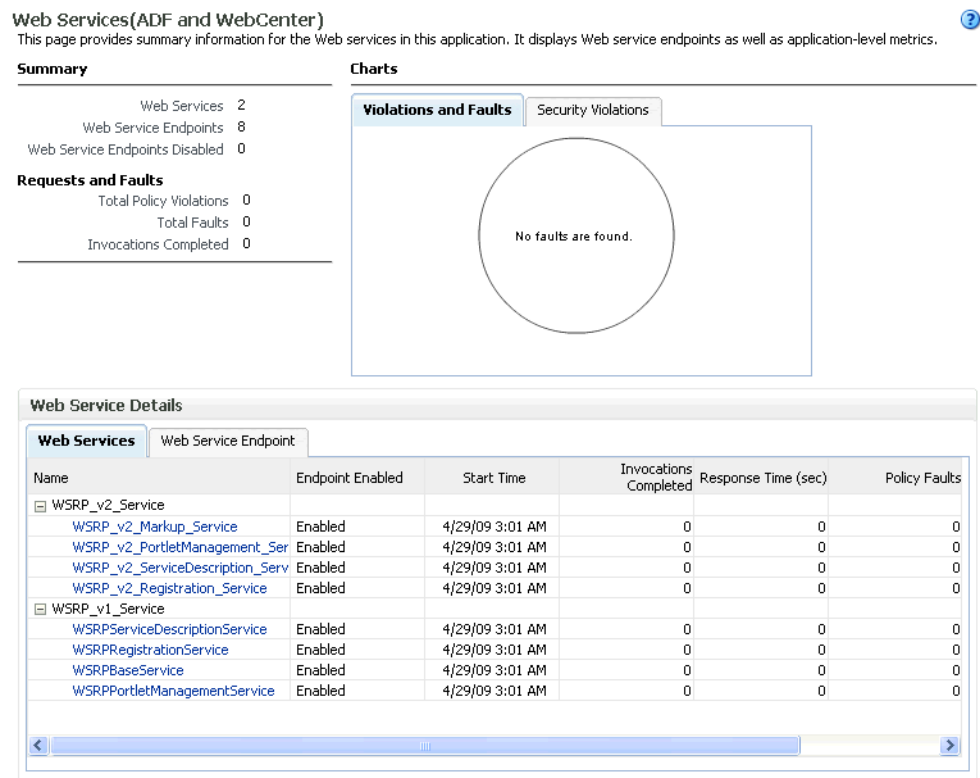 Web Services(ADF and WebCenter)
This page provides summary information for the Web services in this application. It displays Web service endpoints as well as application-level metrics.
Summary
Web Services 2
Web Service Endpoints 8
Web Service Endpoints Disabled 0
Requests and Faults
Total Policy Violations 0
Total Faults 0
Invocations Completed 0
Charts
Violations and Faults Security Violations
No faults are found.
Web Service Details
Web Services Web Service Endpoint
Name Endpoint Enabled Start Time Invocations Completed Response Time (sec) Policy Faults
WSRP_v2_Service
WSRP_v2_Markup_Service Enabled 4/29/09 3:01 AM 0 0 0
WSRP_v2_PortletManagement_Ser Enabled 4/29/09 3:01 AM 0 0 0
WSRP_v2_ServiceDescription_Serv Enabled 4/29/09 3:01 AM 0 0 0
WSRP_v2_Registration_Service Enabled 4/29/09 3:01 AM 0 0 0
WSRP_v1_Service
WSRPServiceDescriptionService Enabled 4/29/09 3:01 AM 0 0 0
WSRPRegistrationService Enabled 4/29/09 3:01 AM 0 0 0
WSRPBaseService Enabled 4/29/09 3:01 AM 0 0 0
WSRPPortletManagementService Enabled 4/29/09 3:01 AM 0 0 0